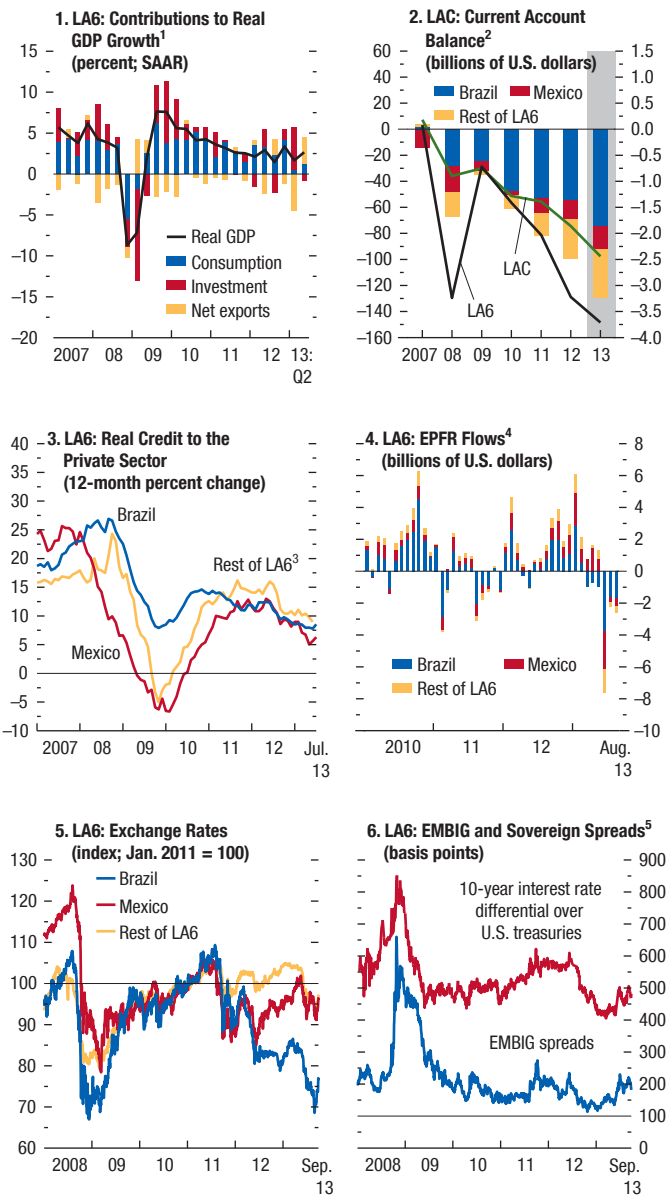 1. LA6: Contributions to Real
GDP Growth1
(percent; SAAR)
15
10
5
0
–5
–10
–15
–20
Real GDP
Consumption
Investment
Net exports
2007 08 09 10 11 12 13:
Q2
2. LAC: Current Account
Balance2
(billions of U.S. dollars)
60
40
20
0
–20
–40
–60
–80
–100
–120
–140
–160
1.5
1.0
0.5
0.0
–0.5
–1.0
–1.5
–2.0
–2.5
–3.0
–3.5
–4.0
Brazil Mexico
Rest of LA6
LAC
LA6
2007 08 09 10 11 12 13
3. LA6: Real Credit to the
Private Sector
(12-month percent change)
40
35
30
25
20
15
10
5
0
–5
–10
Brazil
Rest of LA63
Mexico
2007 08 09 10 11 12 Jul.
13
4. LA6: EPFR Flows4
(billions of U.S. dollars)
8
6
4
2
0
–2
–4
–6
–8
–10
Brazil Mexico
Rest of LA6
2010 11 12 Aug.
13
5. LA6: Exchange Rates
(index; Jan. 2011 = 100)
130
120
110
100
90
80
70
60
Brazil
Mexico
Rest of LA6
2008 09 10 11 12 Sep.
13
6. LA6: EMBIG and Sovereign Spreads5
(basis points)
900
800
700
600
500
400
300
200
100
0
10-year interest rate
differential over
U.S. treasuries
EMBIG spreads
2008 09 10 11 12 Sep.
13